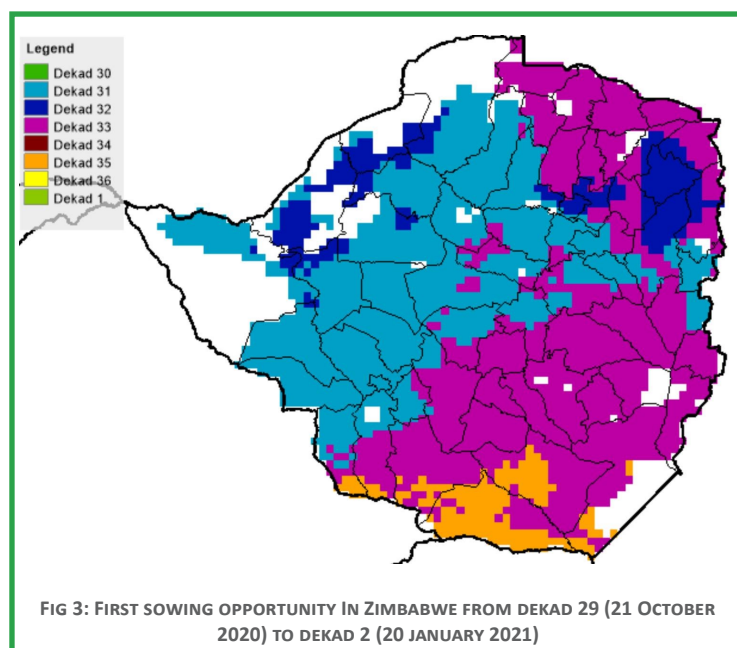 Legend
Dekad 30
Dekad 31
Dekad 32
Dekad 33
Dekad 34
Dekad 35
Dekad 36
Dekad 1
FIG 3: FIRST SOWING OPPORTUNITY IN ZIMBABWE FROM DEKAD 29 (21 OCTOBER
2020) TO DEKAD 2 (20 JANUARY 2021)